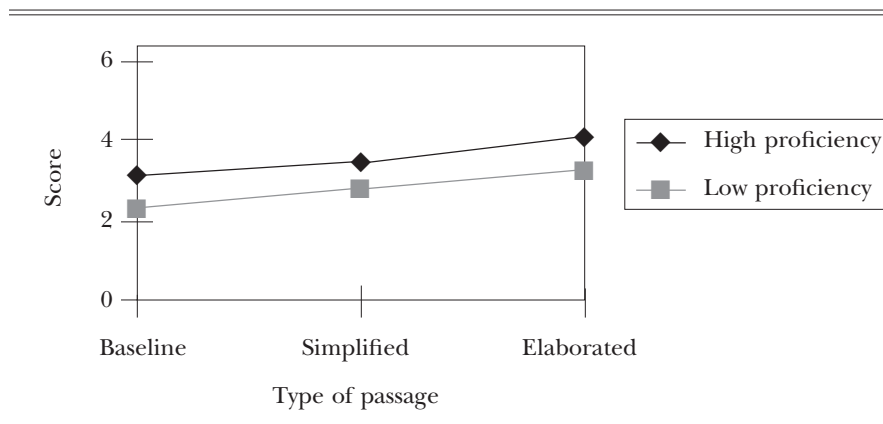 6
4
2
0
Score
Baseline Simplified Elaborated
Type of passage
High proficiency
Low proficiency